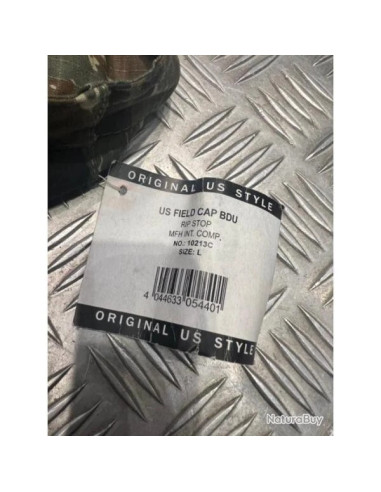 ORIGINAL US STYLE
US FIELD CAP BDU
RIP STOP
MFH INT. COMP.
NO.: 10213C
SIZE: L
4 044633 054401
ORIGINAL US STYLE
NaturaBuy